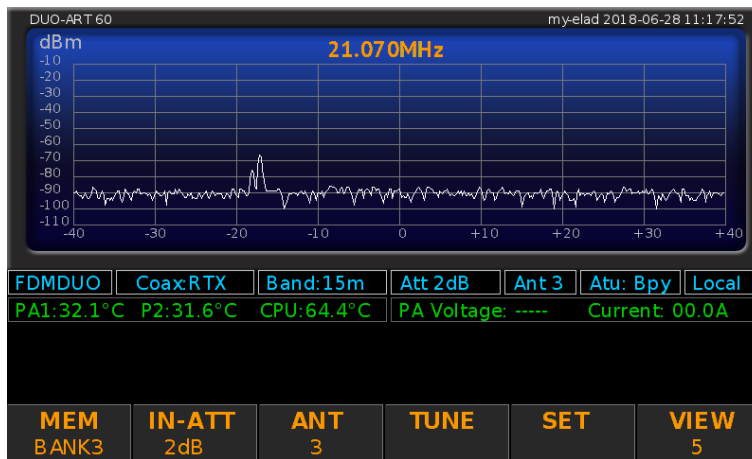 DUO-ART 60 my-elad 2018-06-28 11:17:52
dBm
21.070MHz
-10
-20
-30
-40
-50
-60
-70
-80
-90
-100
-110
-40 -30 -20 -10 0 +10 +20 +30 +40
FDMDUO Coax:RTX Band:15m Att 2dB Ant 3 Atu: Bpy Local
PA1:32.1°C P2:31.6°C CPU:64.4°C PA Voltage: ----- Current: 00.0A
MEM IN-ATT ANT TUNE SET VIEW
BANK3 2dB 3 5